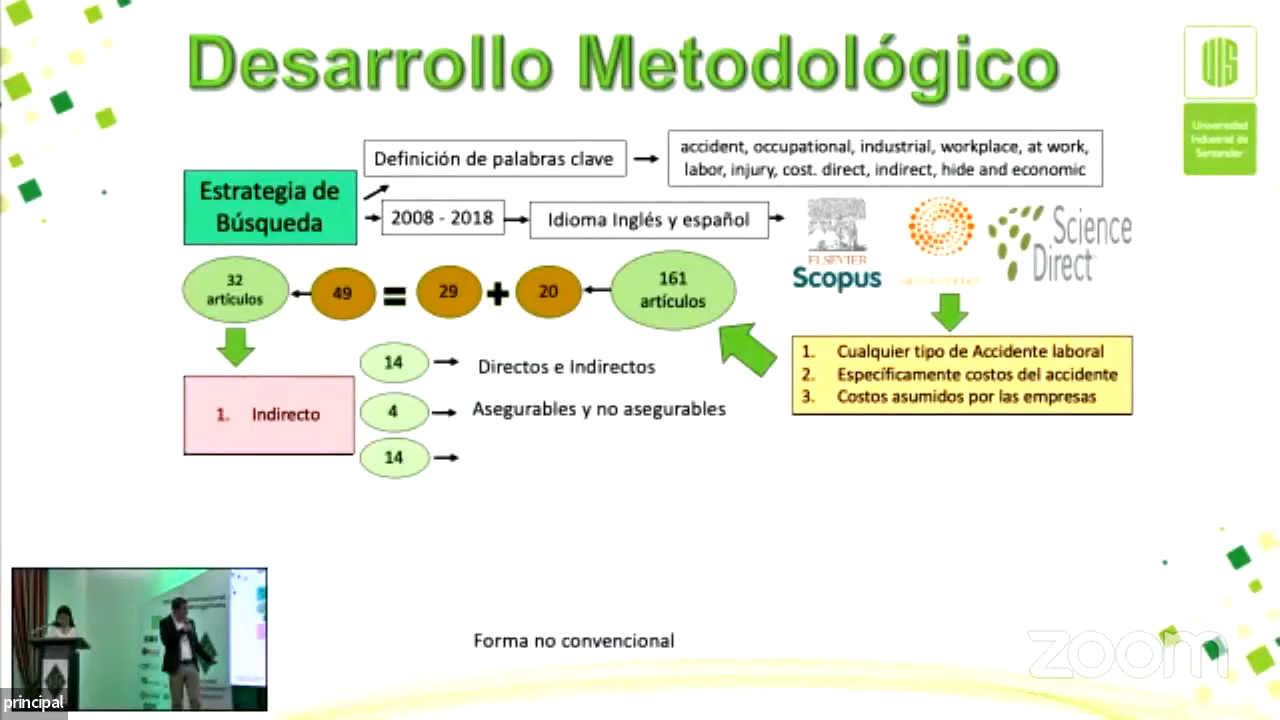 Desarrollo Metodológico
UIS
Universidad
Industrial de
Santander
Definición de palabras clave
accident, occupational, industrial, workplace, at work,
labor, injury, cost. direct, indirect, hide and economic
Estrategia de
Búsqueda
2008 - 2018
Idioma Inglés y español
ELSEVIER
Scopus
Science
Direct
32
artículos
49
=
29
+
20
161
artículos
1. Cualquier tipo de Accidente laboral
2. Específicamente costos del accidente
3. Costos asumidos por las empresas
1. Indirecto
14
Directos e Indirectos
4
Asegurables y no asegurables
14
Forma no convencional
zoom
principal